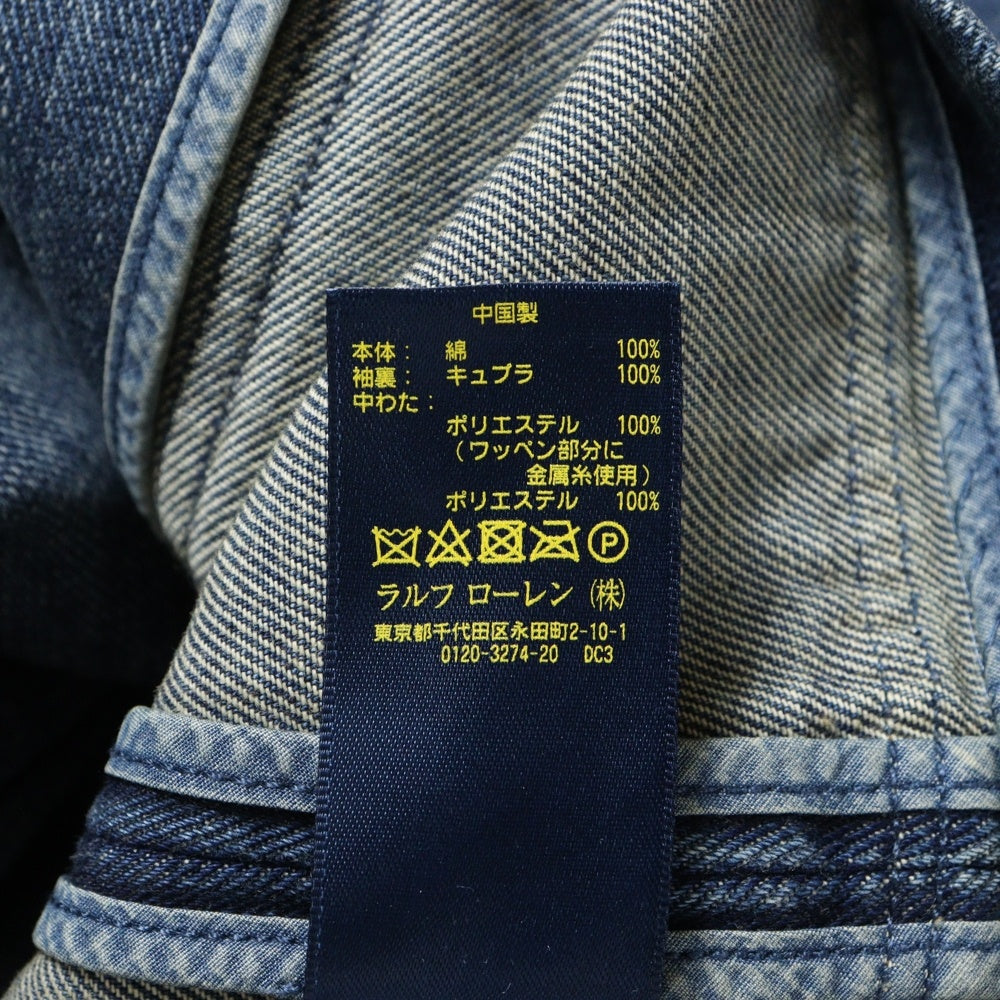 中国製
本体： 綿 100%
袖裏： キュプラ 100%
中わた：
ポリエステル 100%
（ワッペン部分に
金属糸使用）
ポリエステル 100%
P
ラルフ ローレン（株）
東京都千代田区永田町2-10-1
0120-3274-20 DC3